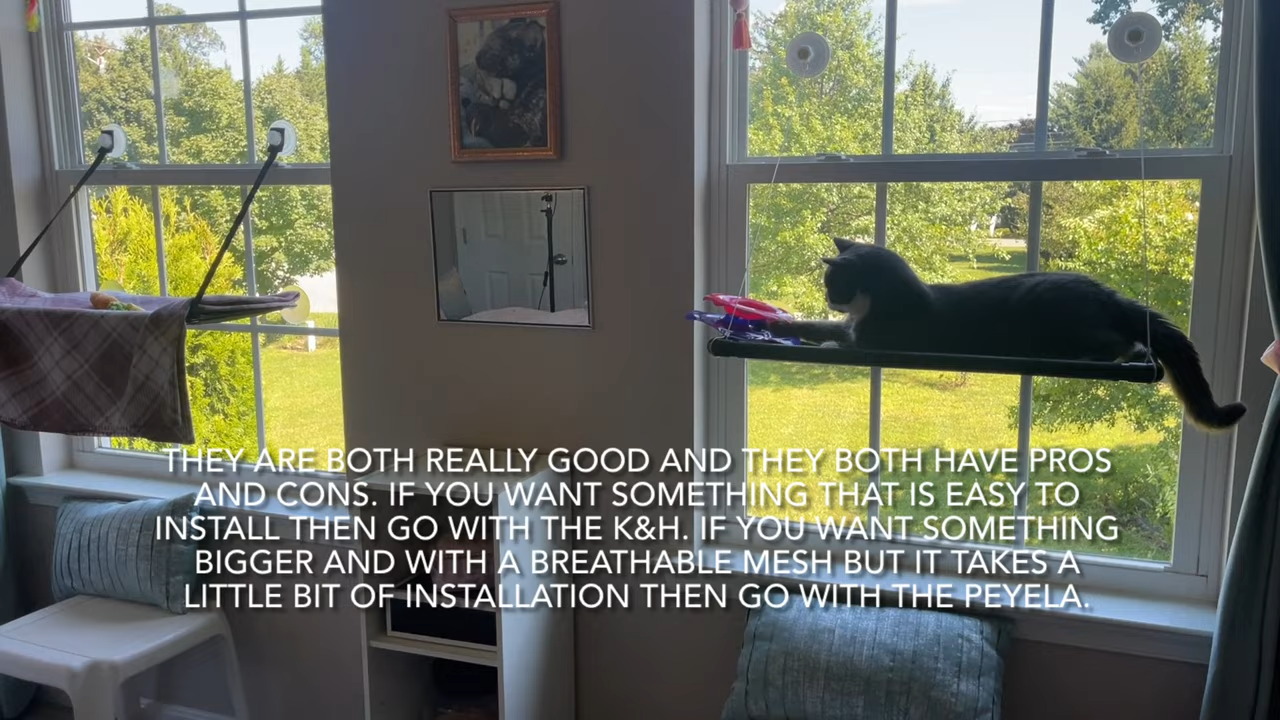 THEY ARE BOTH REALLY GOOD AND THEY BOTH HAVE PROS
AND CONS. IF YOU WANT SOMETHING THAT IS EASY TO
INSTALL THEN GO WITH THE K&H. IF YOU WANT SOMETHING
BIGGER AND WITH A BREATHABLE MESH BUT IT TAKES A
LITTLE BIT OF INSTALLATION THEN GO WITH THE PEYELA.